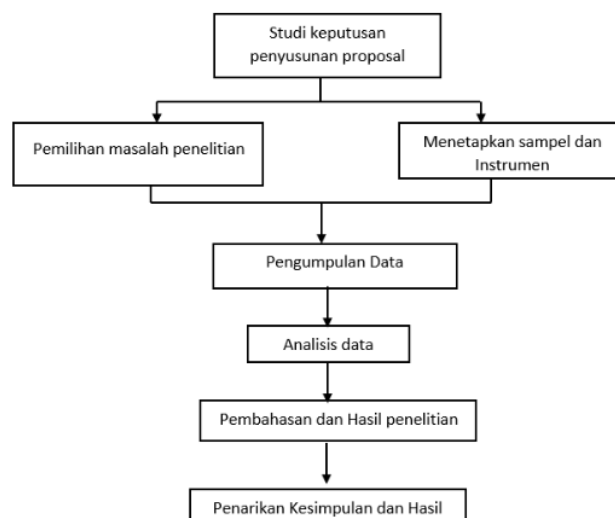 Studi keputusan
penyusunan proposal
Pemilihan masalah penelitian
Menetapkan sampel dan
Instrumen
Pengumpulan Data
Analisis data
Pembahasan dan Hasil penelitian
Penarikan Kesimpulan dan Hasil